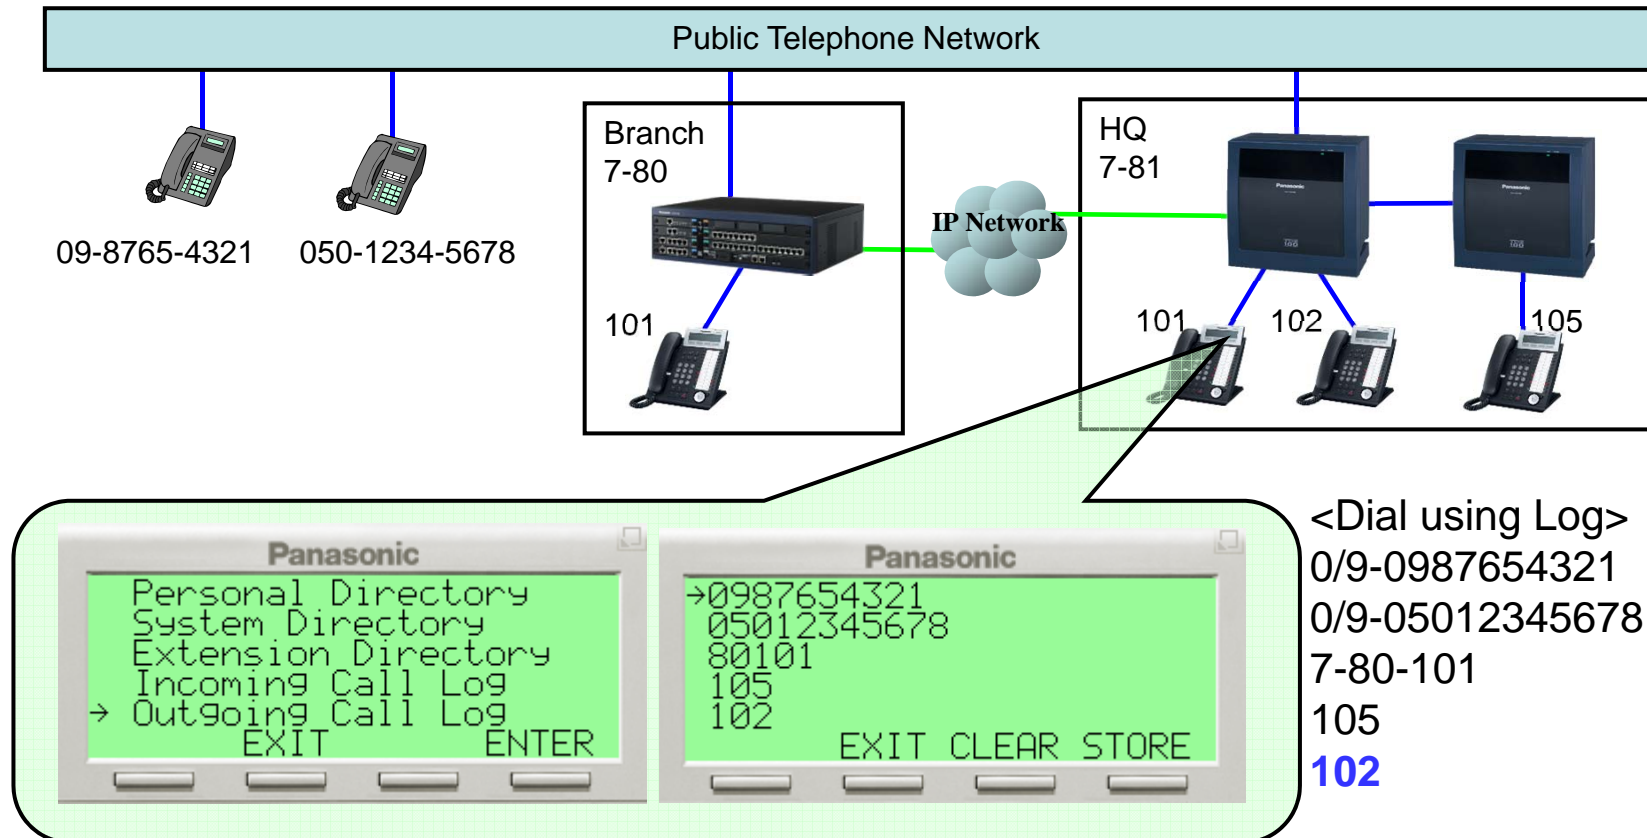 Public Telephone Network
Branch
7-80
HQ
7-81
IP Network
09-8765-4321
050-1234-5678
101
101
102
105
Panasonic
Personal Directory
System Directory
Extension Directory
Incoming Call Log
→ Outgoing Call Log
EXIT ENTER
Panasonic
→0987654321
05012345678
80101
105
102
EXIT CLEAR STORE
<Dial using Log>
0/9-0987654321
0/9-05012345678
7-80-101
105
102